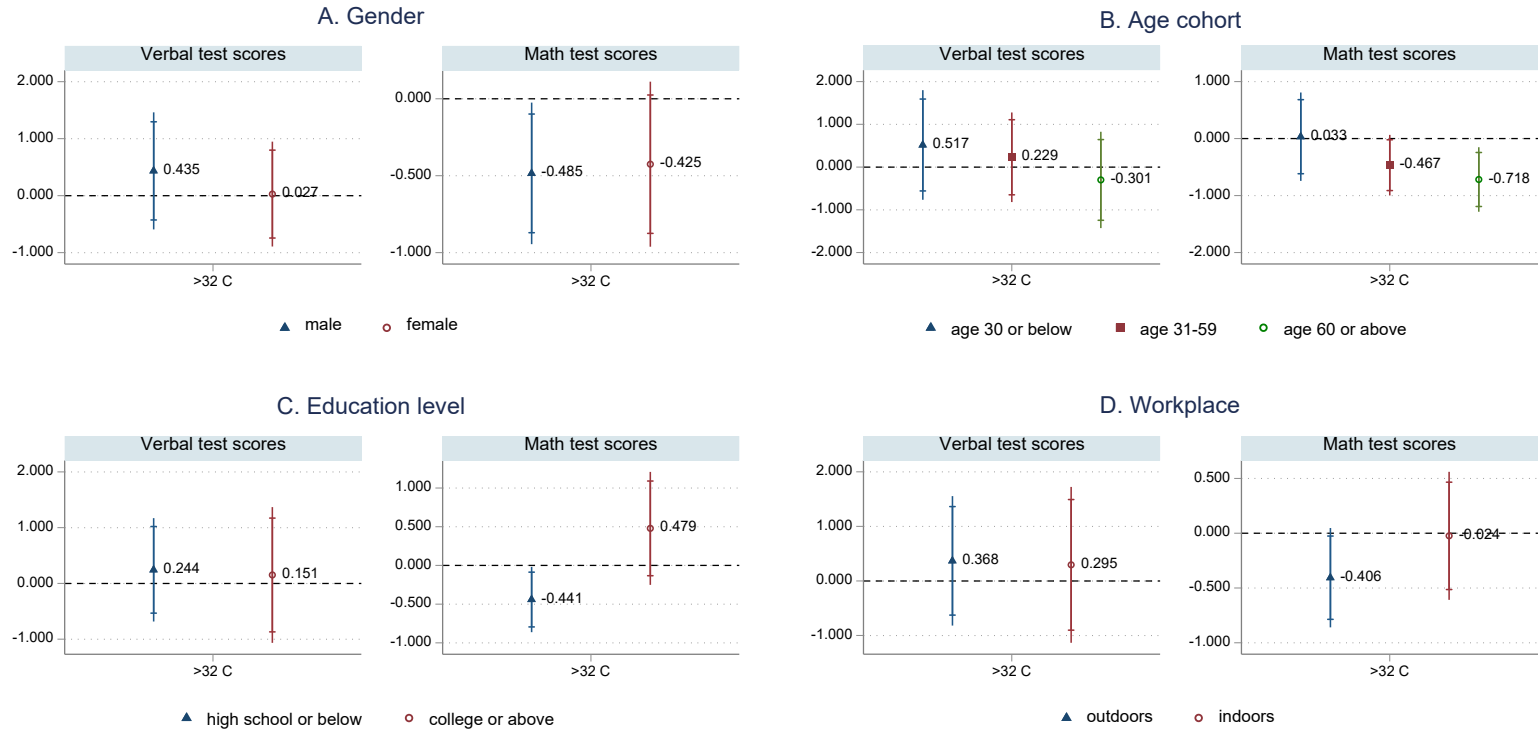 A. Gender
Verbal test scores
2.000
1.000
0.000
-1.000
0.435
0.027
>32 C
Math test scores
0.000
-0.500
-1.000
-0.485
-0.425
>32 C
male
female
B. Age cohort
Verbal test scores
2.000
1.000
0.000
-1.000
-2.000
0.517
0.229
-0.301
>32 C
Math test scores
1.000
0.000
-1.000
-2.000
0.033
-0.467
-0.718
>32 C
age 30 or below
age 31-59
age 60 or above
C. Education level
Verbal test scores
2.000
1.000
0.000
-1.000
0.244
0.151
>32 C
Math test scores
1.000
0.500
0.000
-0.500
-1.000
-0.441
0.479
>32 C
high school or below
college or above
D. Workplace
Verbal test scores
2.000
1.000
0.000
-1.000
0.368
0.295
>32 C
Math test scores
0.500
0.000
-0.500
-1.000
-0.406
-0.024
>32 C
outdoors
indoors